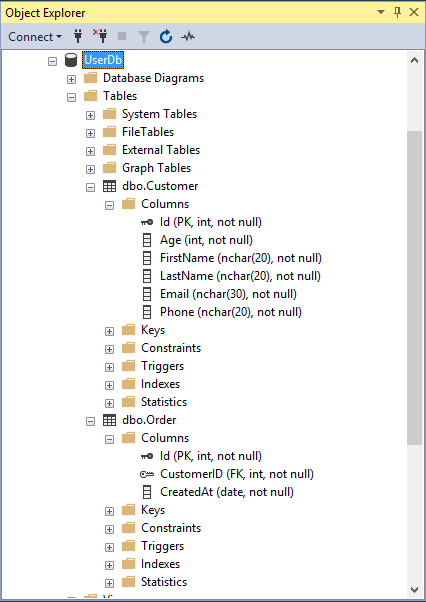 Object Explorer
Connect
UserDb
Database Diagrams
Tables
System Tables
FileTables
External Tables
Graph Tables
dbo.Customer
Columns
Id (PK, int, not null)
Age (int, not null)
FirstName (nchar(20), not null)
LastName (nchar(20), not null)
Email (nchar(30), not null)
Phone (nchar(20), not null)
Keys
Constraints
Triggers
Indexes
Statistics
dbo.Order
Columns
Id (PK, int, not null)
CustomerID (FK, int, not null)
CreatedAt (date, not null)
Keys
Constraints
Triggers
Indexes
Statistics